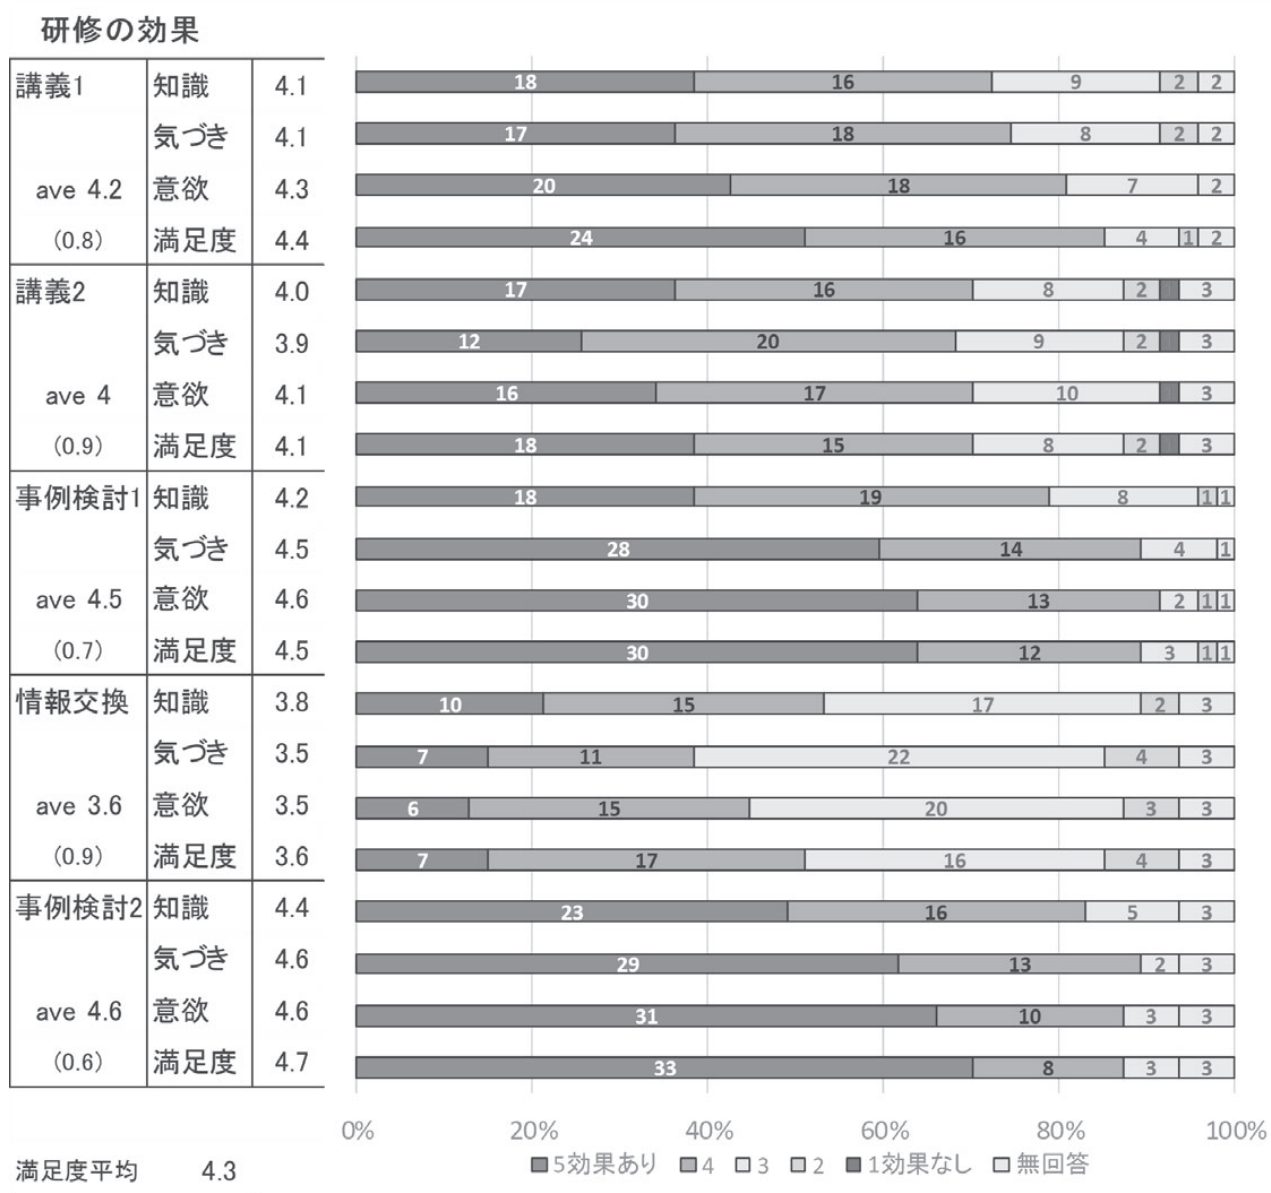 研修の効果
講義1 知識 4.1 18 16 9 2 2
気づき 4.1 17 18 8 2 2
ave 4.2 意欲 4.3 20 18 7 2
(0.8) 満足度 4.4 24 16 4 1 2
講義2 知識 4.0 17 16 8 2 3
気づき 3.9 12 20 9 2 3
ave 4 意欲 4.1 16 17 10 3
(0.9) 満足度 4.1 18 15 8 2 3
事例検討1 知識 4.2 18 19 8 1 1
気づき 4.5 28 14 4 1
ave 4.5 意欲 4.6 30 13 2 1 1
(0.7) 満足度 4.5 30 12 3 1 1
情報交換 知識 3.8 10 15 17 2 3
気づき 3.5 7 11 22 4 3
ave 3.6 意欲 3.5 6 15 20 3 3
(0.9) 満足度 3.6 7 17 16 4 3
事例検討2 知識 4.4 23 16 5 3
気づき 4.6 29 13 2 3
ave 4.6 意欲 4.6 31 10 3 3
(0.6) 満足度 4.7 33 8 3 3
0% 20% 40% 60% 80% 100%
5効果あり 4 3 2 1効果なし 無回答
満足度平均 4.3